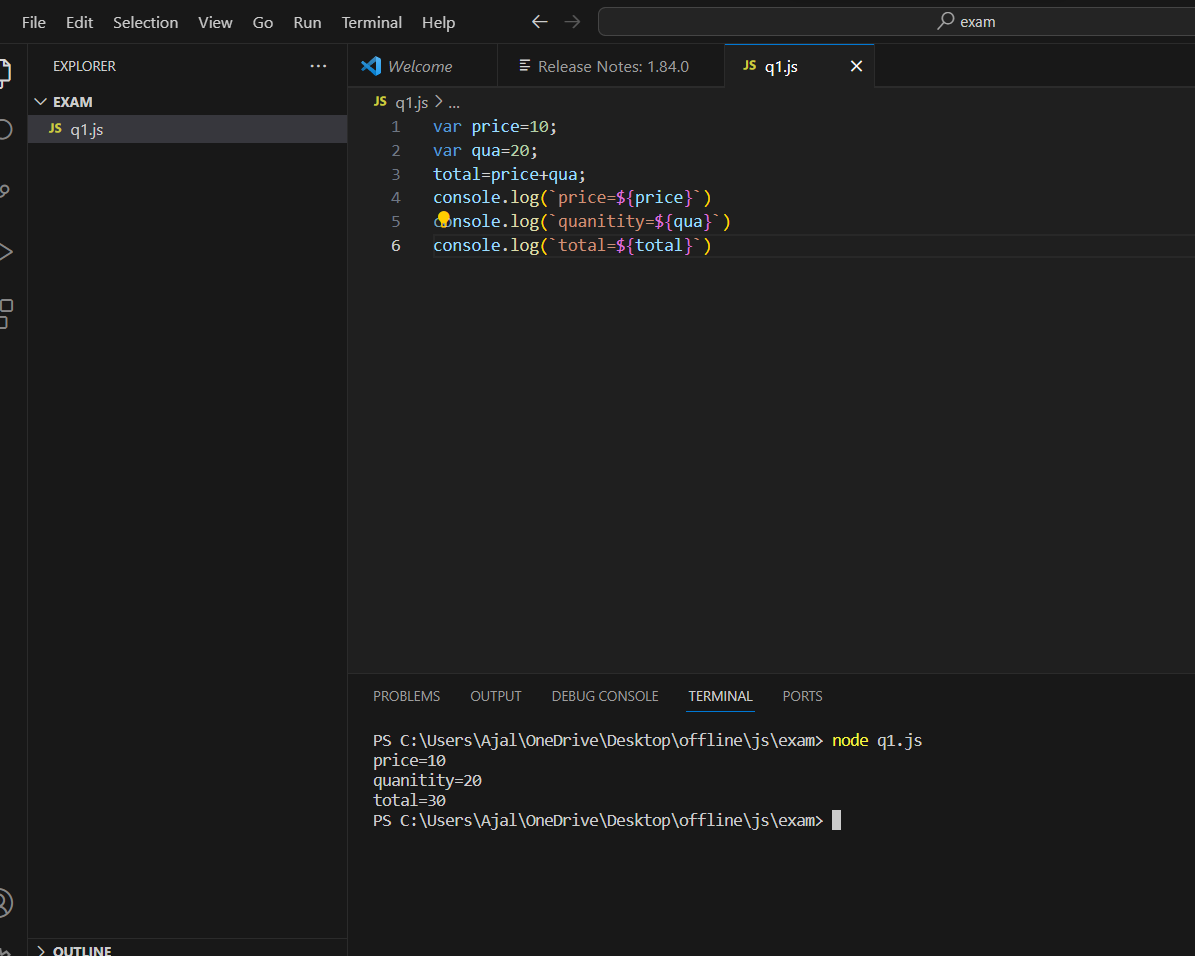 File Edit Selection View Go Run Terminal Help exam
EXPLORER ...
Welcome
Release Notes: 1.84.0
JS q1.js
EXAM
JS q1.js
JS q1.js > ...
1 var price=10;
2 var qua=20;
3 total=price+qua;
4 console.log(`price=${price}`)
5 console.log(`quanitity=${qua}`)
6 console.log(`total=${total}`)
PROBLEMS OUTPUT DEBUG CONSOLE TERMINAL PORTS
PS C:\Users\Ajal\OneDrive\Desktop\offline\js\exam> node q1.js
price=10
quanitity=20
total=30
PS C:\Users\Ajal\OneDrive\Desktop\offline\js\exam>
OUTLINE